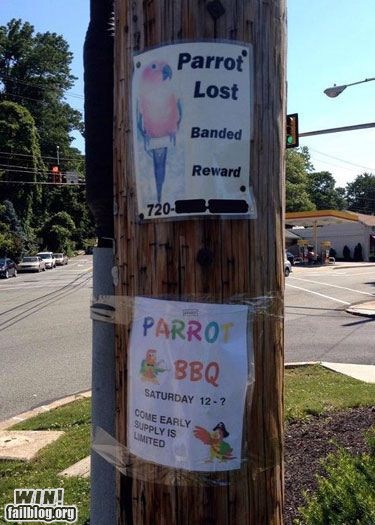 Parrot
Lost
Banded
Reward
720-
PARROT
BBQ
SATURDAY 12-?
COME EARLY
SUPPLY IS
LIMITED
WIN!
failblog.org